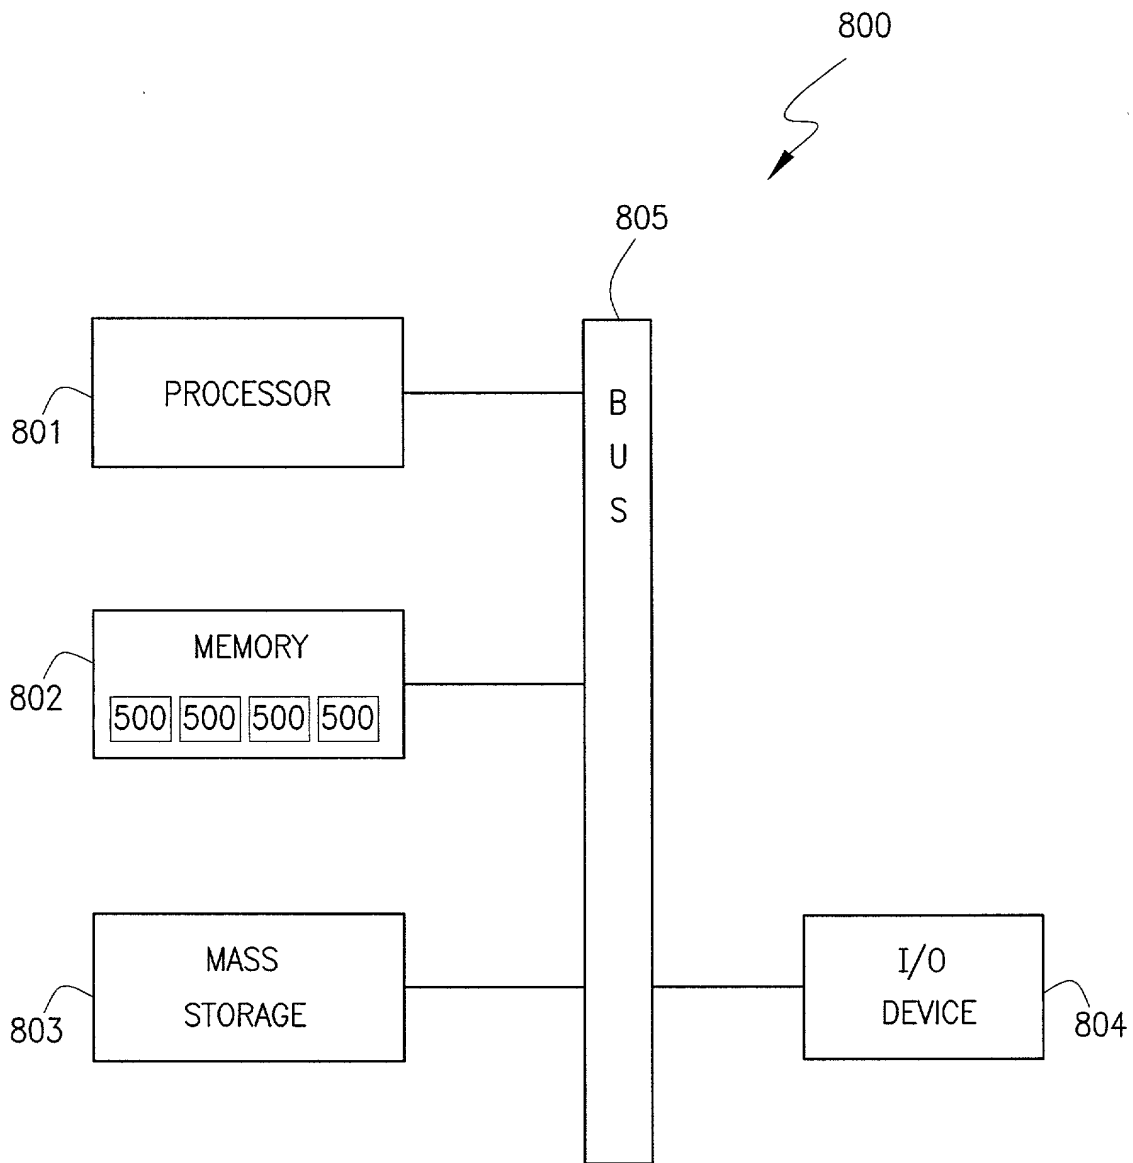 800
805
PROCESSOR
801
B
U
S
MEMORY
802
500 500 500 500
MASS
STORAGE
803
I/O
DEVICE
804